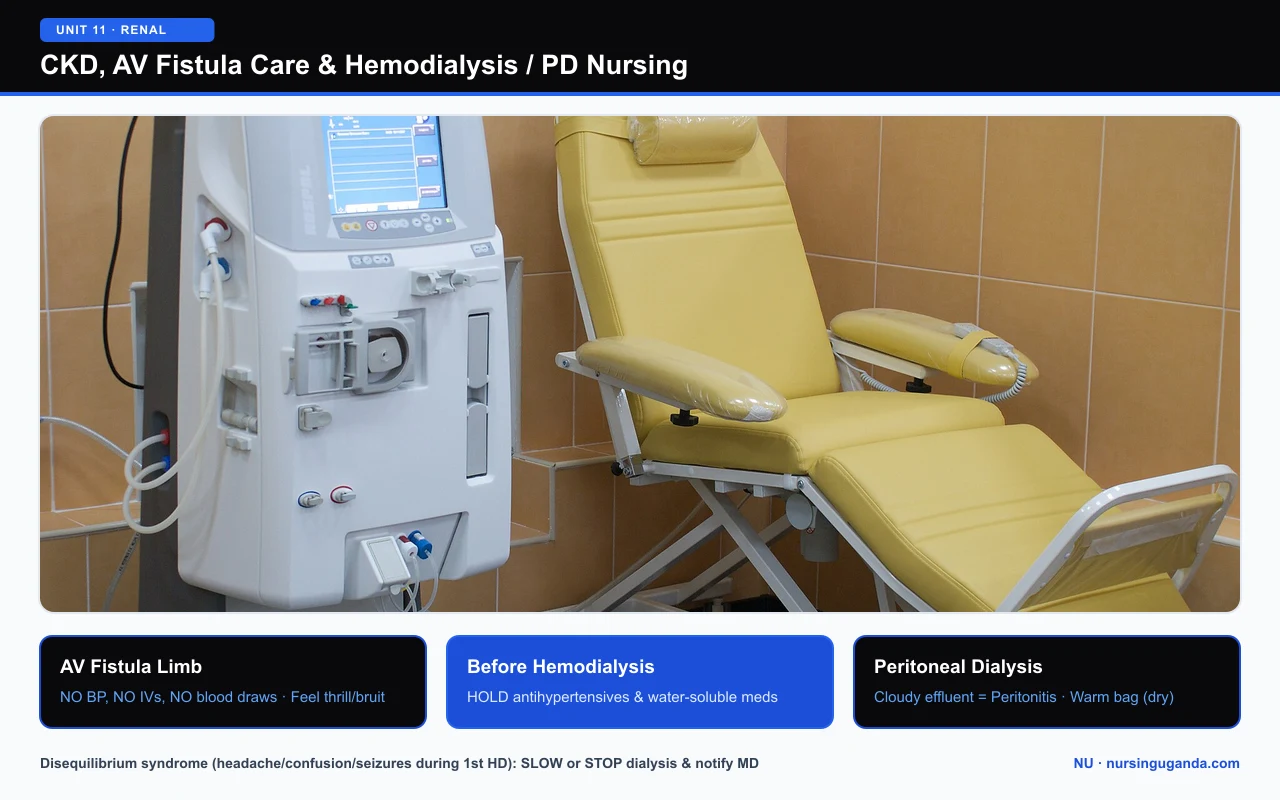 UNIT 11 · RENAL
CKD, AV Fistula Care & Hemodialysis / PD Nursing
AV Fistula Limb
NO BP, NO IVs, NO blood draws · Feel thrill/bruit
Before Hemodialysis
HOLD antihypertensives & water-soluble meds
Peritoneal Dialysis
Cloudy effluent = Peritonitis · Warm bag (dry)
Disequilibrium syndrome (headache/confusion/seizures during 1st HD): SLOW or STOP dialysis & notify MD
NU · nursinguganda.com